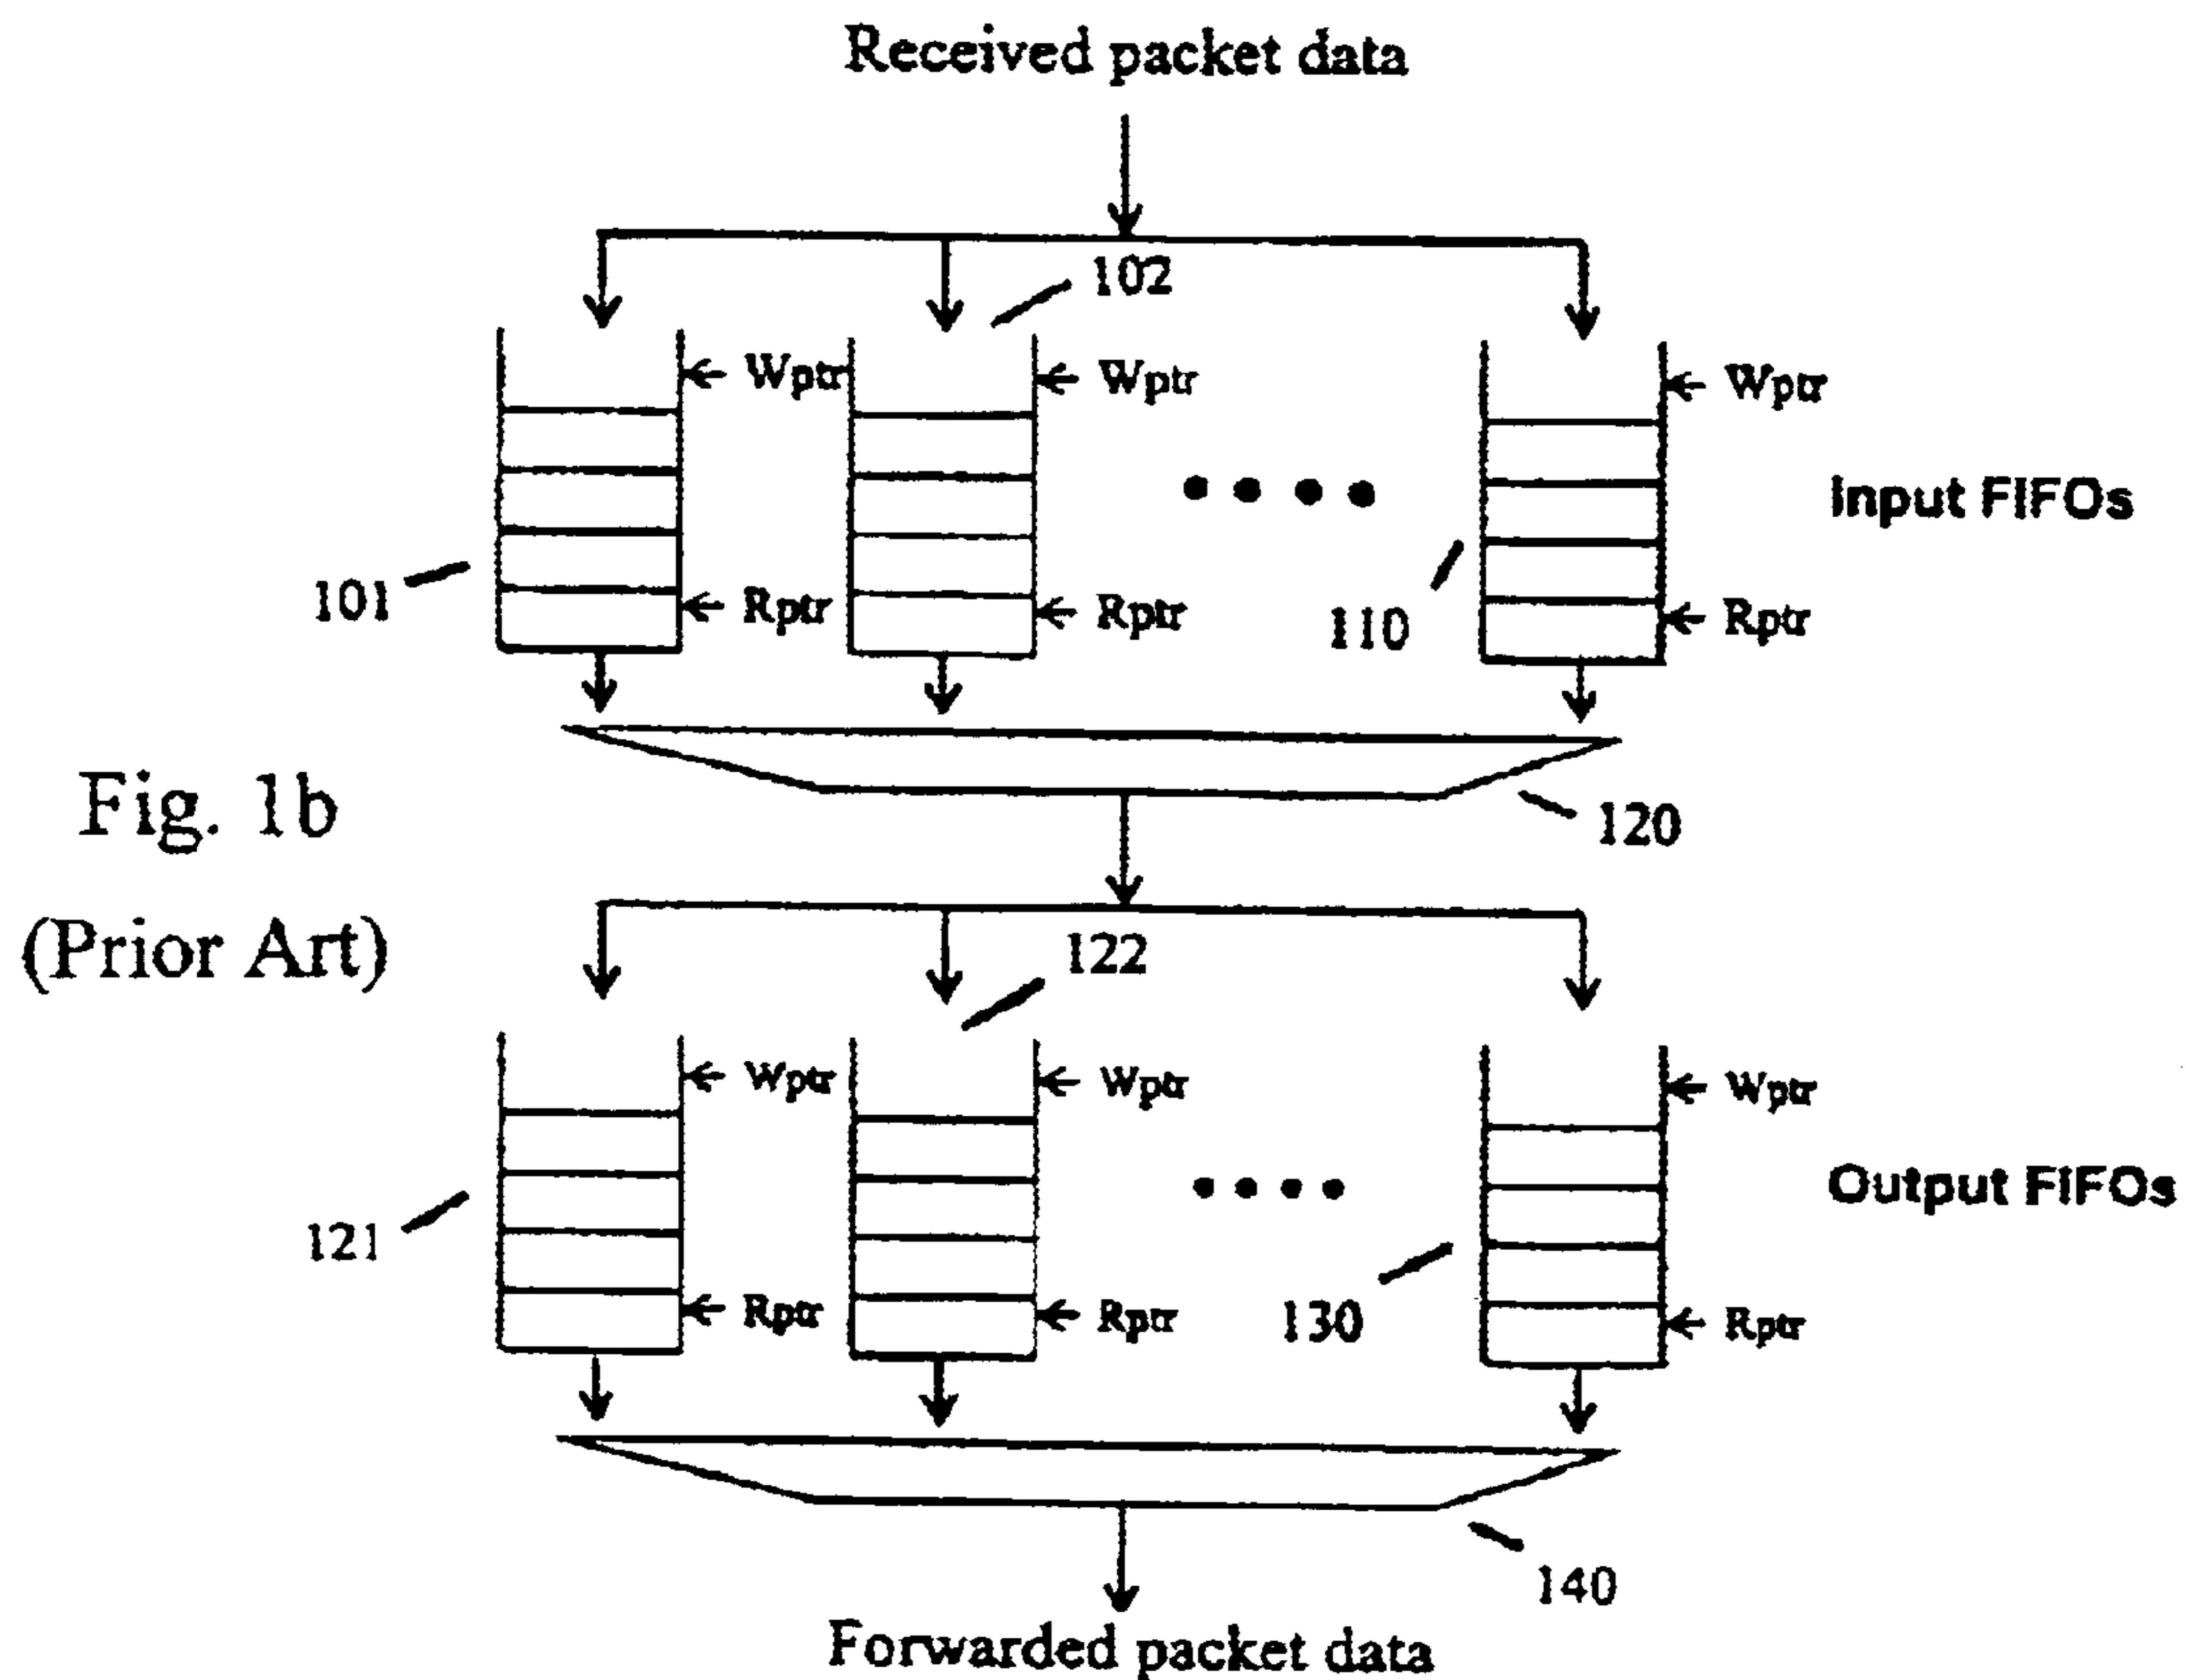 Received packet data
102
Wptr
Wptr
Wptr
Input FIFOs
101
Rptr
Rptr
110
Rptr
Fig. 1b
120
(Prior Art)
122
Wptr
Wptr
Wptr
Output FIFOs
121
Rptr
Rptr
130
Rptr
140
Forwarded packet data